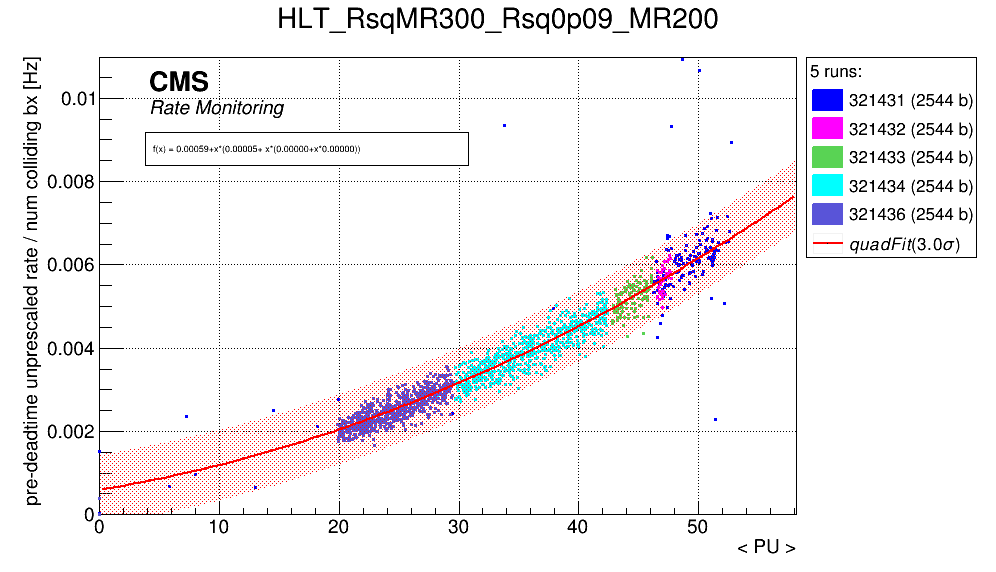 HLT_RsqMR300_Rsq0p09_MR200
pre-deadtime unprescaled rate / num colliding bx [Hz]
CMS
Rate Monitoring
f(x) = 0.00059+x*(0.00005+ x*(0.00000+x*0.00000))
0.01
0.008
0.006
0.004
0.002
0
0 10 20 30 40 50
< PU >
5 runs:
321431 (2544 b)
321432 (2544 b)
321433 (2544 b)
321434 (2544 b)
321436 (2544 b)
quadFit(3.0σ)